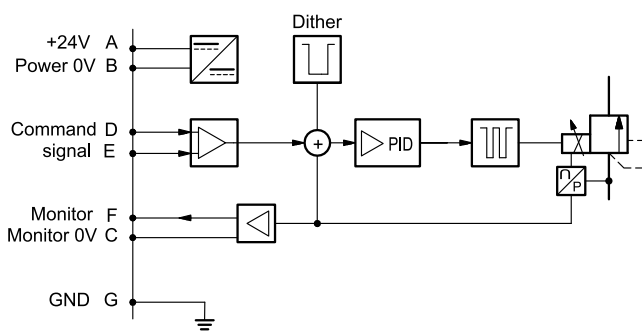 Dither
+24V A
Power 0V B
Command D
signal E
+
PID
Monitor F
Monitor 0V C
P
GND G